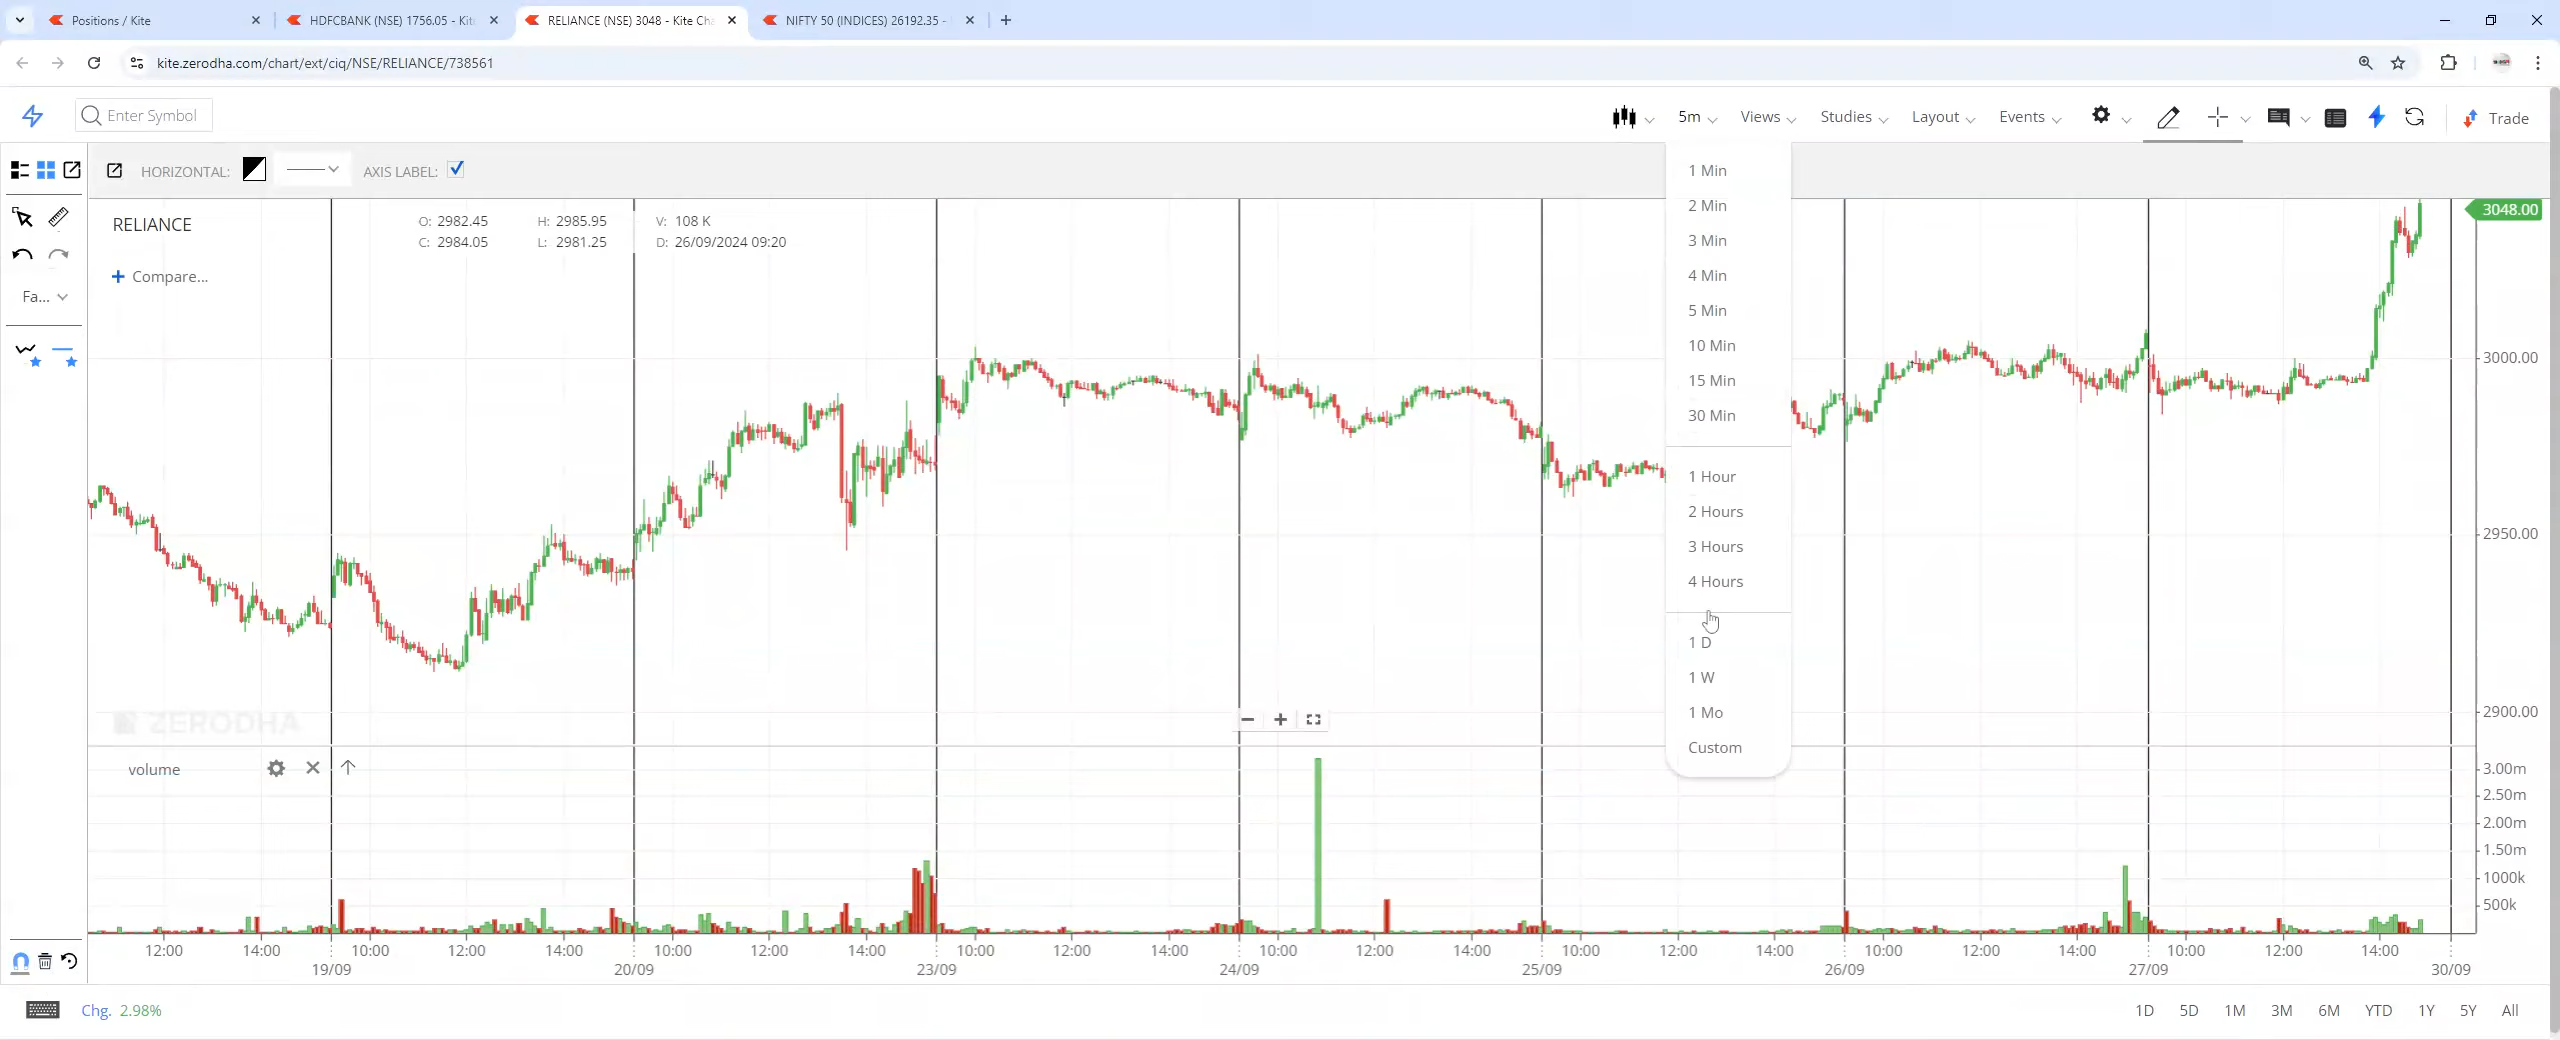 Positions / Kite
HDFCBANK (NSE) 1756.05 - Kit
RELIANCE (NSE) 3048 - Kite Cha
NIFTY 50 (INDICES) 26192.35 -
kite.zerodha.com/chart/ext/ciq/NSE/RELIANCE/738561
Enter Symbol
5m
Views
Studies
Layout
Events
Trade
HORIZONTAL:
AXIS LABEL:
Fa...
RELIANCE
O: 2982.45 H: 2985.95 V: 108 K
C: 2984.05 L: 2981.25 D: 26/09/2024 09:20
+ Compare...
1 Min
2 Min
3 Min
4 Min
5 Min
10 Min
15 Min
30 Min
1 Hour
2 Hours
3 Hours
4 Hours
1 D
1 W
1 Mo
Custom
3048.00
3000.00
2950.00
2900.00
ZERODHA
volume
3.00m
2.50m
2.00m
1.50m
1000k
500k
12:00 14:00 10:00 12:00 14:00 10:00 12:00 14:00 10:00 12:00 14:00 10:00 12:00 14:00 10:00 12:00 14:00 10:00 12:00 14:00 10:00 12:00 14:00
19/09 20/09 23/09 24/09 25/09 26/09 27/09 30/09
Chg. 2.98%
1D 5D 1M 3M 6M YTD 1Y 5Y All